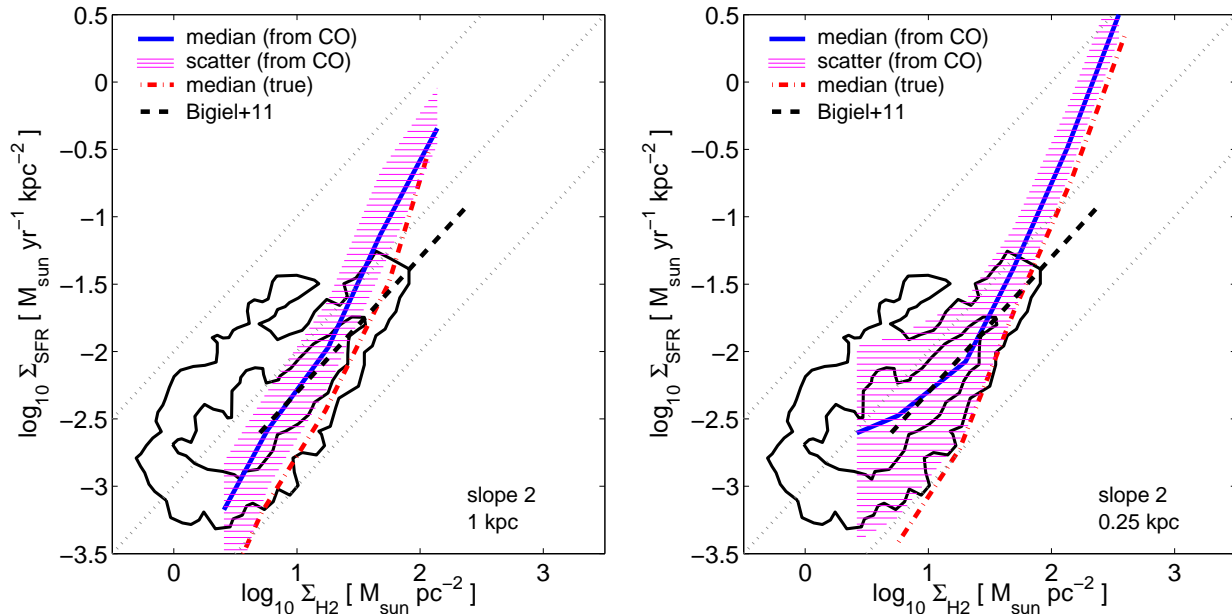 0.5
0
−0.5
−1
−1.5
−2
−2.5
−3
−3.5
log10 ΣSFR [ Msun yr−1 kpc−2 ]
median (from CO)
scatter (from CO)
median (true)
Bigiel+11
slope 2
1 kpc
0 1 2 3
log10 ΣH2 [ Msun pc−2 ]
0.5
0
−0.5
−1
−1.5
−2
−2.5
−3
−3.5
log10 ΣSFR [ Msun yr−1 kpc−2 ]
median (from CO)
scatter (from CO)
median (true)
Bigiel+11
slope 2
0.25 kpc
0 1 2 3
log10 ΣH2 [ Msun pc−2 ]